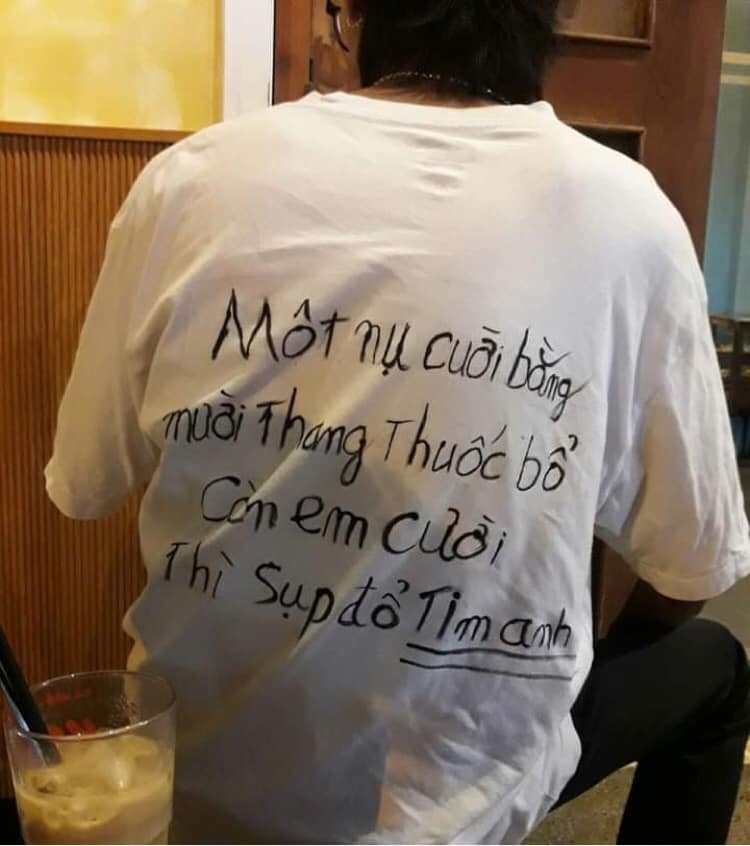 Một nụ cười bằng
mười Thang Thuốc bổ
Còn em cười
Thì sụp đổ Tim anh